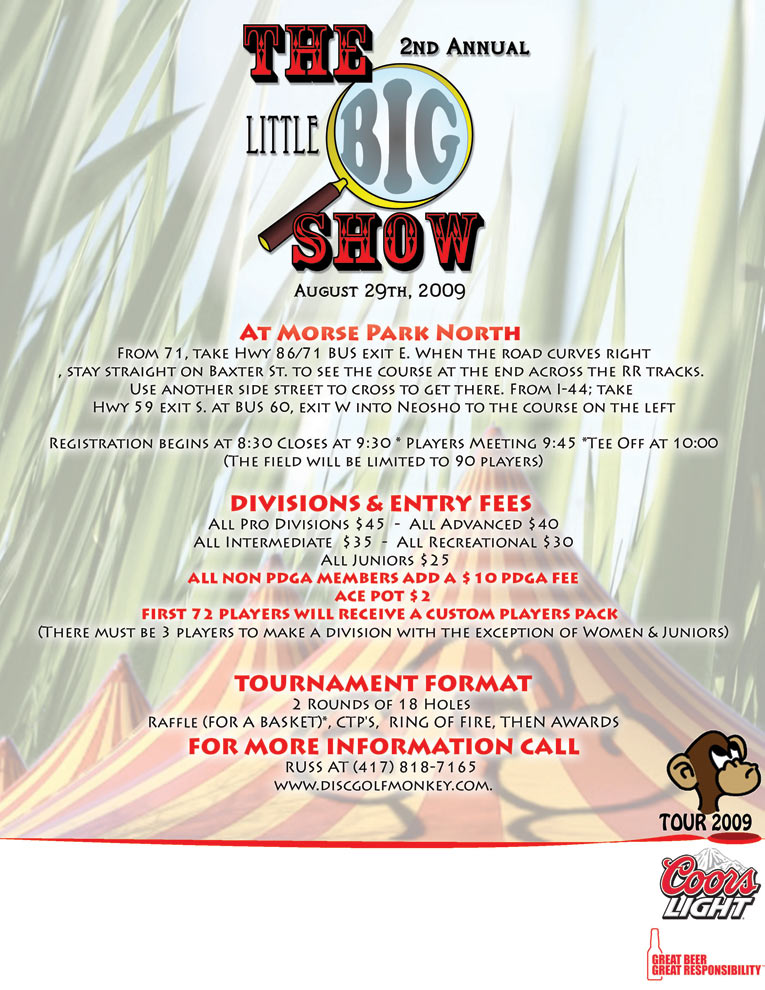 THE
2ND ANNUAL
LITTLE BIG
SHOW
AUGUST 29TH, 2009
AT MORSE PARK NORTH
FROM 71, TAKE HWY 86/71 BUS EXIT E. WHEN THE ROAD CURVES RIGHT
, STAY STRAIGHT ON BAXTER ST. TO SEE THE COURSE AT THE END ACROSS THE RR TRACKS.
USE ANOTHER SIDE STREET TO CROSS TO GET THERE. FROM I-44; TAKE
HWY 59 EXIT S. AT BUS 60, EXIT W INTO NEOSHO TO THE COURSE ON THE LEFT
REGISTRATION BEGINS AT 8:30 CLOSES AT 9:30 * PLAYERS MEETING 9:45 *TEE OFF AT 10:00
(THE FIELD WILL BE LIMITED TO 90 PLAYERS)
DIVISIONS & ENTRY FEES
ALL PRO DIVISIONS $45 - ALL ADVANCED $40
ALL INTERMEDIATE $35 - ALL RECREATIONAL $30
ALL JUNIORS $25
ALL NON PDGA MEMBERS ADD A $10 PDGA FEE
ACE POT $2
FIRST 72 PLAYERS WILL RECEIVE A CUSTOM PLAYERS PACK
(THERE MUST BE 3 PLAYERS TO MAKE A DIVISION WITH THE EXCEPTION OF WOMEN & JUNIORS)
TOURNAMENT FORMAT
2 ROUNDS OF 18 HOLES
RAFFLE (FOR A BASKET)*, CTP'S, RING OF FIRE, THEN AWARDS
FOR MORE INFORMATION CALL
RUSS AT (417) 818-7165
WWW.DISCGOLFMONKEY.COM.
TOUR 2009
Coors
LIGHT
GREAT BEER
GREAT RESPONSIBILITY